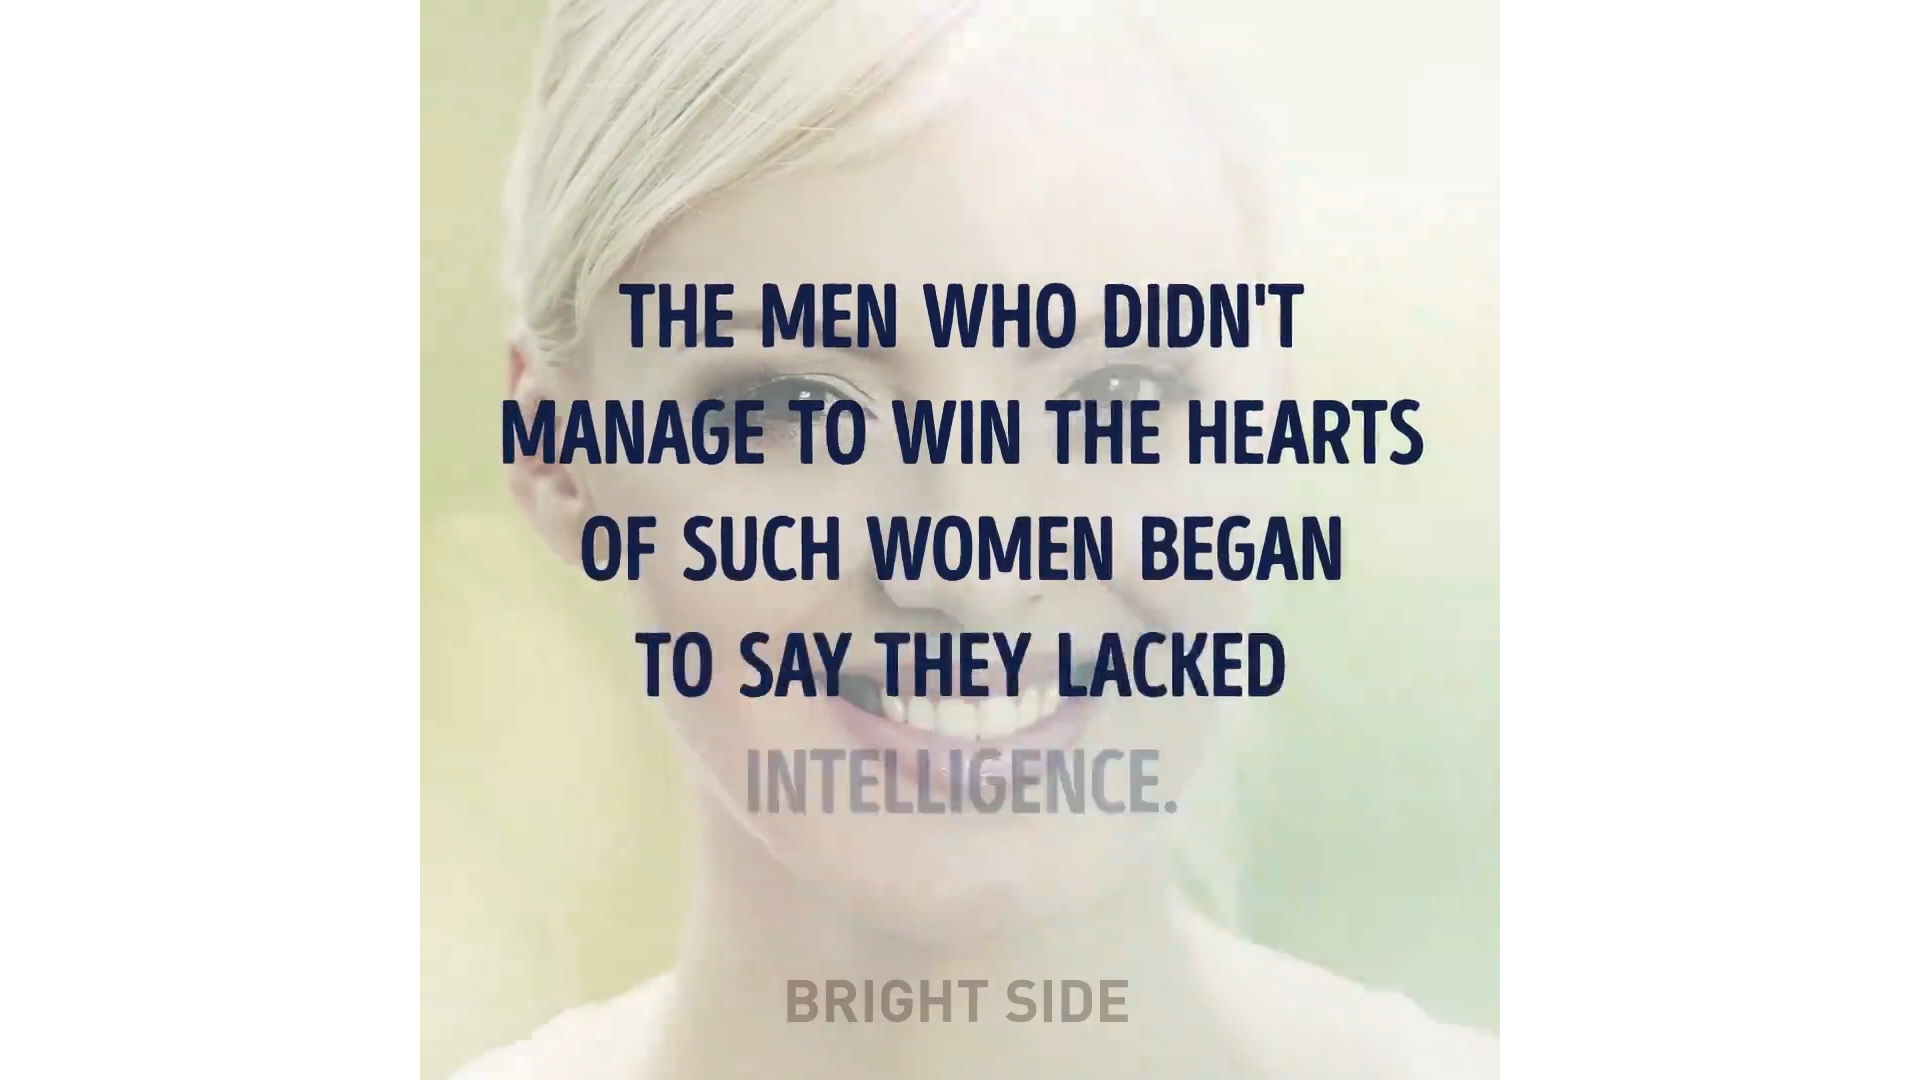 THE MEN WHO DIDN'T
MANAGE TO WIN THE HEARTS
OF SUCH WOMEN BEGAN
TO SAY THEY LACKED
INTELLIGENCE.
BRIGHT SIDE